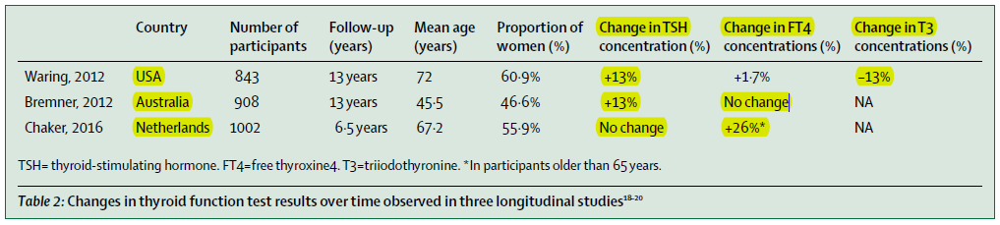 Country Number of participants Follow-up (years) Mean age (years) Proportion of women (%) Change in TSH concentration (%) Change in FT4 concentrations (%) Change in T3 concentrations (%)
Waring, 2012 USA 843 13 years 72 60·9% +13% +1·7% –13%
Bremner, 2012 Australia 908 13 years 45·5 46·6% +13% No change NA
Chaker, 2016 Netherlands 1002 6·5 years 67·2 55·9% No change +26%* NA
TSH= thyroid-stimulating hormone. FT4=free thyroxine4. T3=triiodothyronine. *In participants older than 65 years.
Table 2: Changes in thyroid function test results over time observed in three longitudinal studies18-20